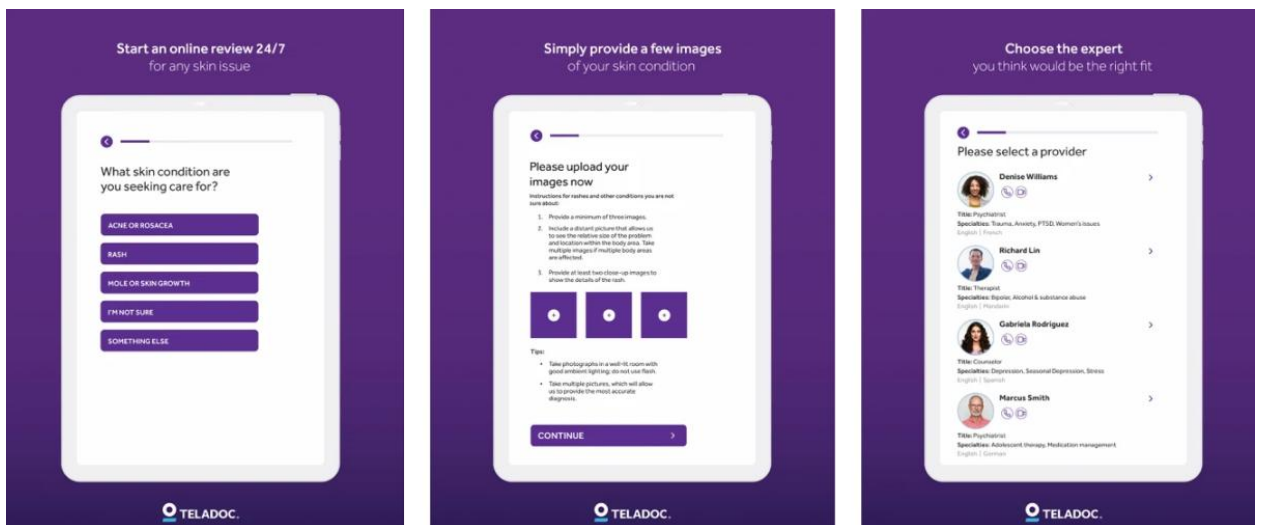 Start an online review 24/7
for any skin issue
What skin condition are
you seeking care for?
ACNE OR ROSACEA
RASH
MOLE OR SKIN GROWTH
I'M NOT SURE
SOMETHING ELSE
TELADOC.
Simply provide a few images
of your skin condition
Please upload your
images now
Instructions for rashes and other conditions you are not
sure about:
1. Provide a minimum of three images.
2. Include a distant picture that allows us
to see the relative size of the problem
and location within the body area. Take
multiple images if multiple body areas
are affected.
3. Provide at least two close-up images to
show the details of the rash.
Tips:
• Take photographs in a well-lit room with
good ambient lighting; do not use flash.
• Take multiple pictures, which will allow
us to provide the most accurate
diagnosis.
CONTINUE
TELADOC.
Choose the expert
you think would be the right fit
Please select a provider
Denise Williams
Title: Psychiatrist
Specialties: Trauma, Anxiety, PTSD, Women's issues
English | French
Richard Lin
Title: Therapist
Specialties: Bipolar, Alcohol & substance abuse
English | Mandarin
Gabriela Rodriguez
Title: Counselor
Specialties: Depression, Seasonal Depression, Stress
English | Spanish
Marcus Smith
Title: Psychiatrist
Specialties: Adolescent therapy, Medication management
English | German
TELADOC.